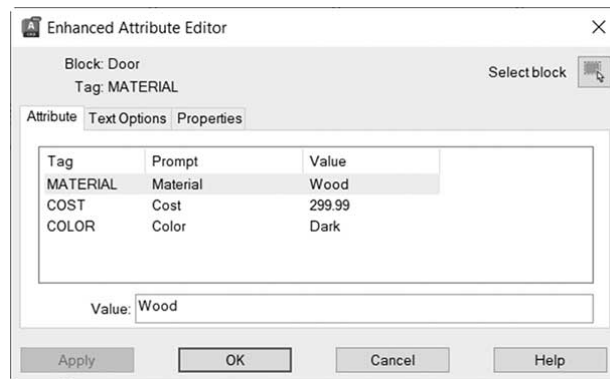 Enhanced Attribute Editor
Block: Door
Select block
Tag: MATERIAL
Attribute Text Options Properties
Tag Prompt Value
MATERIAL Material Wood
COST Cost 299.99
COLOR Color Dark
Value: Wood
Apply OK Cancel Help